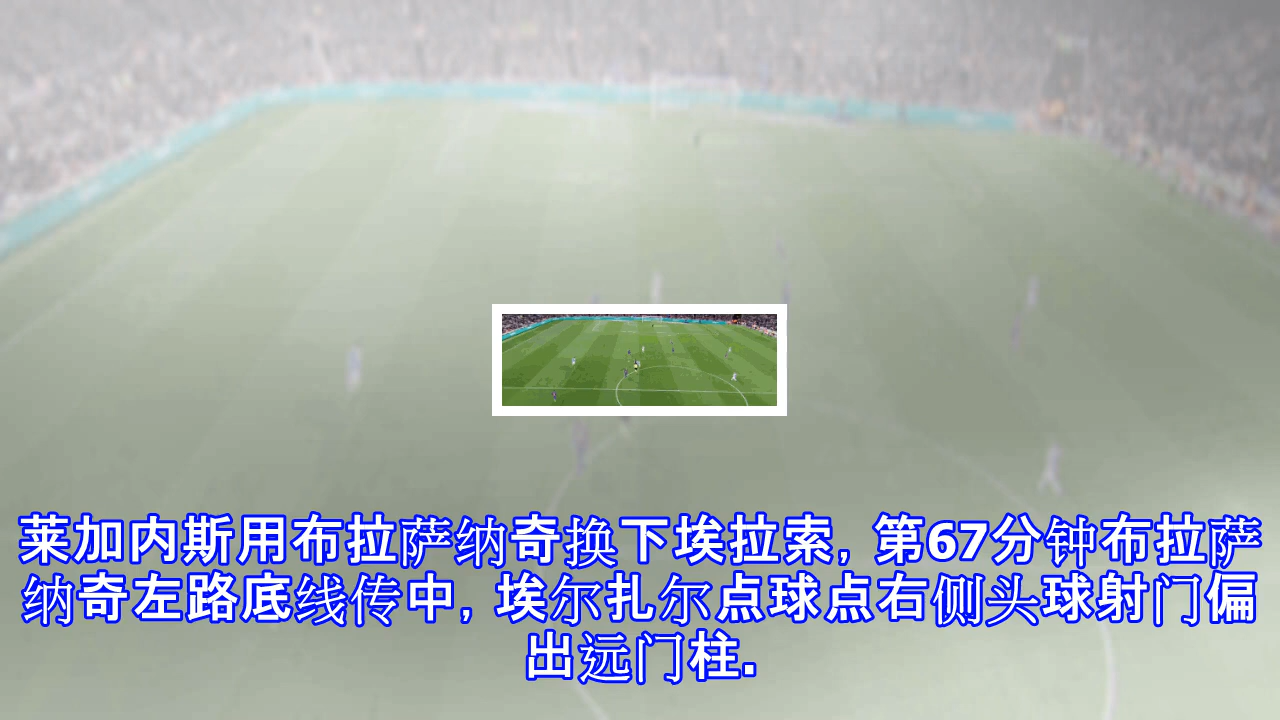 莱加内斯用布拉萨纳奇换下埃拉索, 第67分钟布拉萨
纳奇左路底线传中, 埃尔扎尔点球点右侧头球射门偏
出远门柱.